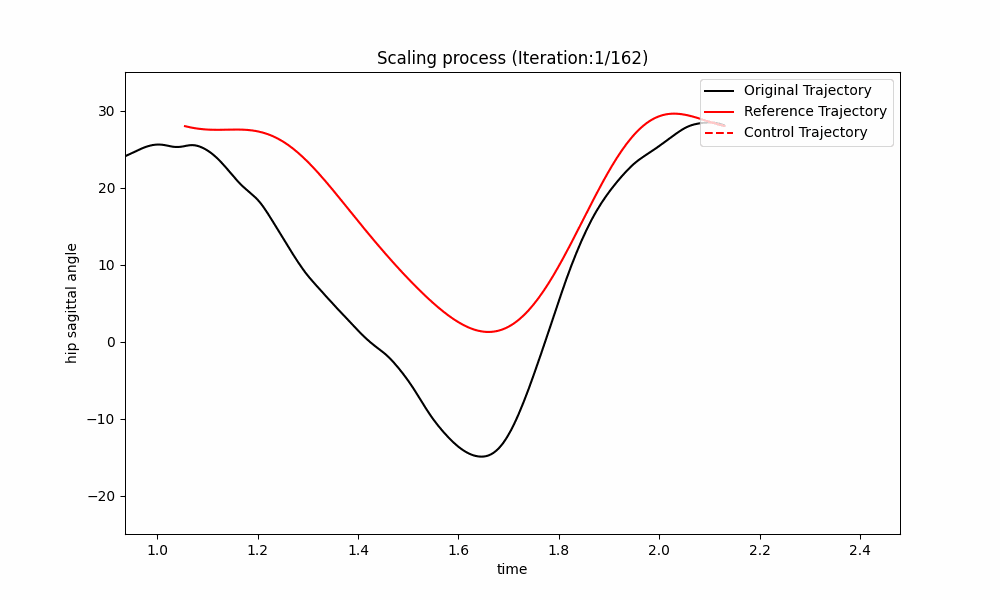 Scaling process (Iteration:1/162)
Original Trajectory
Reference Trajectory
Control Trajectory
30
20
10
0
−10
−20
hip sagittal angle
1.0 1.2 1.4 1.6 1.8 2.0 2.2 2.4
time